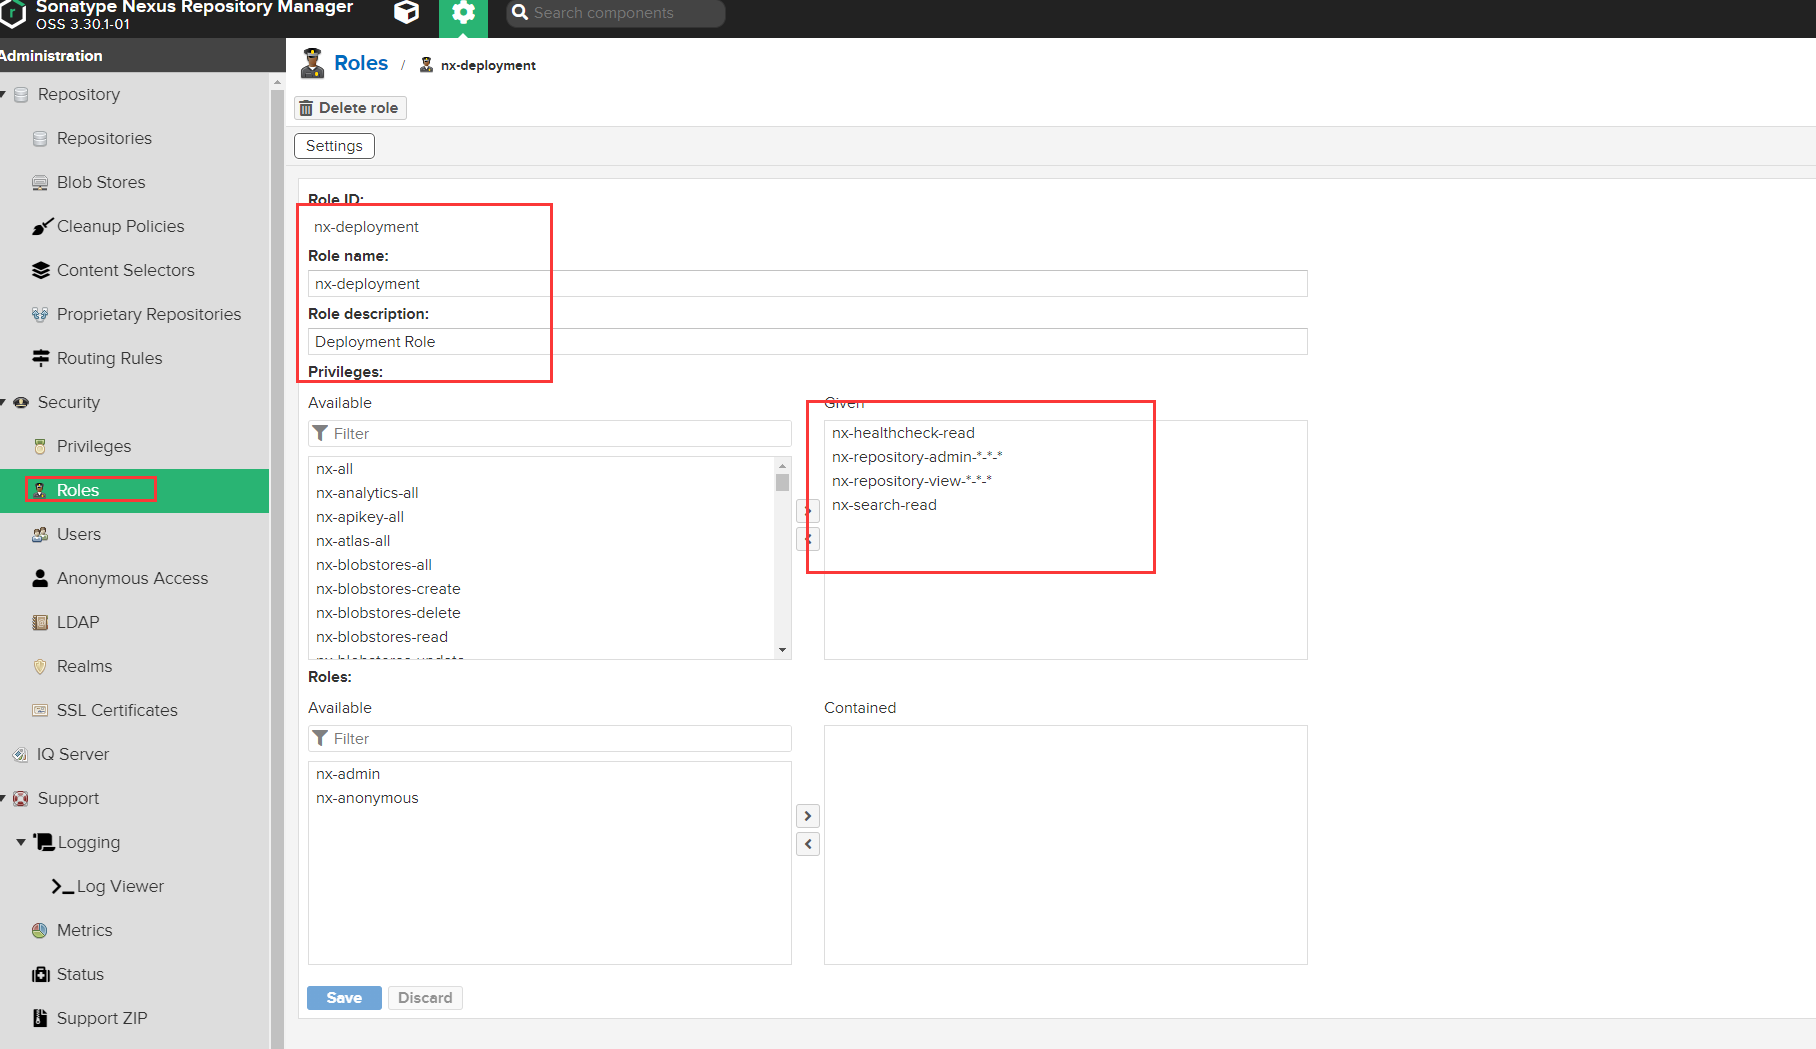 Sonatype Nexus Repository Manager
OSS 3.30.1-01
Search components
Administration
Repository
Repositories
Blob Stores
Cleanup Policies
Content Selectors
Proprietary Repositories
Routing Rules
Security
Privileges
Roles
Users
Anonymous Access
LDAP
Realms
SSL Certificates
IQ Server
Support
Logging
Log Viewer
Metrics
Status
Support ZIP
Roles / nx-deployment
Delete role
Settings
Role ID:
nx-deployment
Role name:
nx-deployment
Role description:
Deployment Role
Privileges:
Available
Filter
nx-all
nx-analytics-all
nx-apikey-all
nx-atlas-all
nx-blobstores-all
nx-blobstores-create
nx-blobstores-delete
nx-blobstores-read
nx-blobstores-update
Given
nx-healthcheck-read
nx-repository-admin-*-*-*
nx-repository-view-*-*-*
nx-search-read
Roles:
Available
Filter
nx-admin
nx-anonymous
Contained
Save
Discard